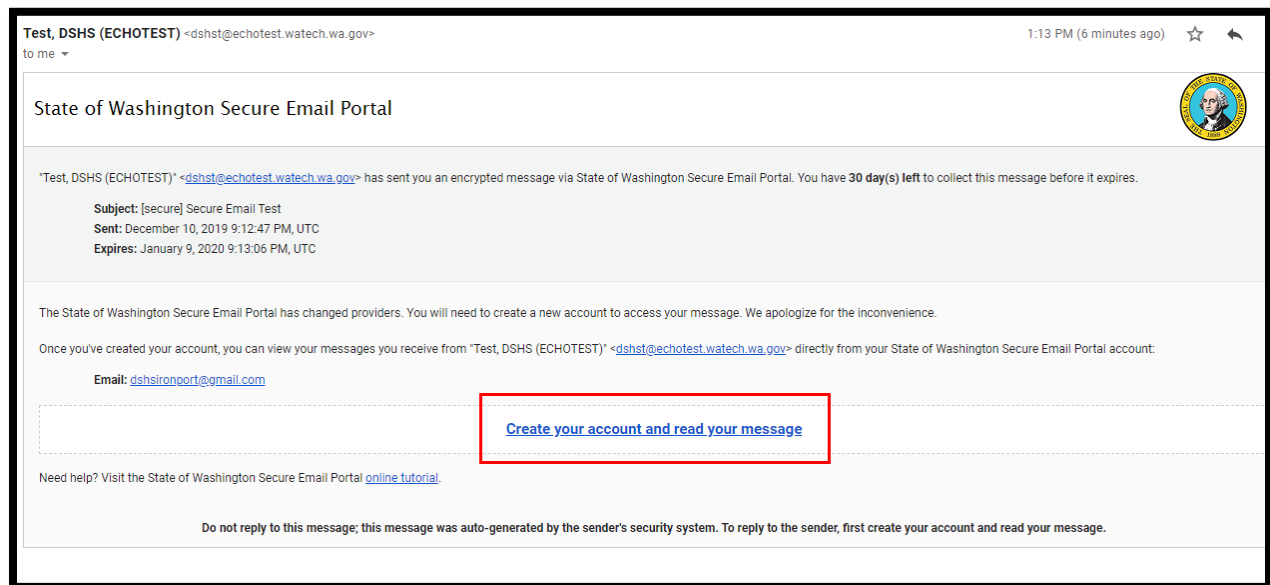 Test, DSHS (ECHOTEST) <dshst@echotest.watech.wa.gov> 1:13 PM (6 minutes ago)
to me
State of Washington Secure Email Portal
THE SEAL OF THE STATE OF WASHINGTON 1889
"Test, DSHS (ECHOTEST)" <dshst@echotest.watech.wa.gov> has sent you an encrypted message via State of Washington Secure Email Portal. You have 30 day(s) left to collect this message before it expires.
Subject: [secure] Secure Email Test
Sent: December 10, 2019 9:12:47 PM, UTC
Expires: January 9, 2020 9:13:06 PM, UTC
The State of Washington Secure Email Portal has changed providers. You will need to create a new account to access your message. We apologize for the inconvenience.
Once you've created your account, you can view your messages you receive from "Test, DSHS (ECHOTEST)" <dshst@echotest.watech.wa.gov> directly from your State of Washington Secure Email Portal account:
Email: dshsironport@gmail.com
Create your account and read your message
Need help? Visit the State of Washington Secure Email Portal online tutorial.
Do not reply to this message; this message was auto-generated by the sender's security system. To reply to the sender, first create your account and read your message.